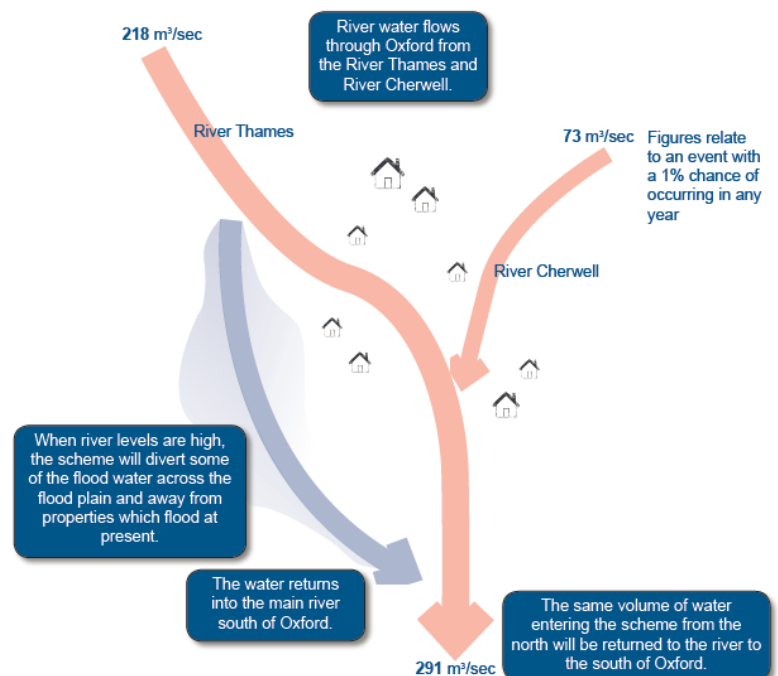 218 m³/sec
River water flows
through Oxford from
the River Thames and
River Cherwell.
River Thames
73 m³/sec
Figures relate
to an event with
a 1% chance of
occurring in any
year
River Cherwell
When river levels are high,
the scheme will divert some
of the flood water across the
flood plain and away from
properties which flood at
present.
The water returns
into the main river
south of Oxford.
The same volume of water
entering the scheme from the
north will be returned to the river to
the south of Oxford.
291 m³/sec